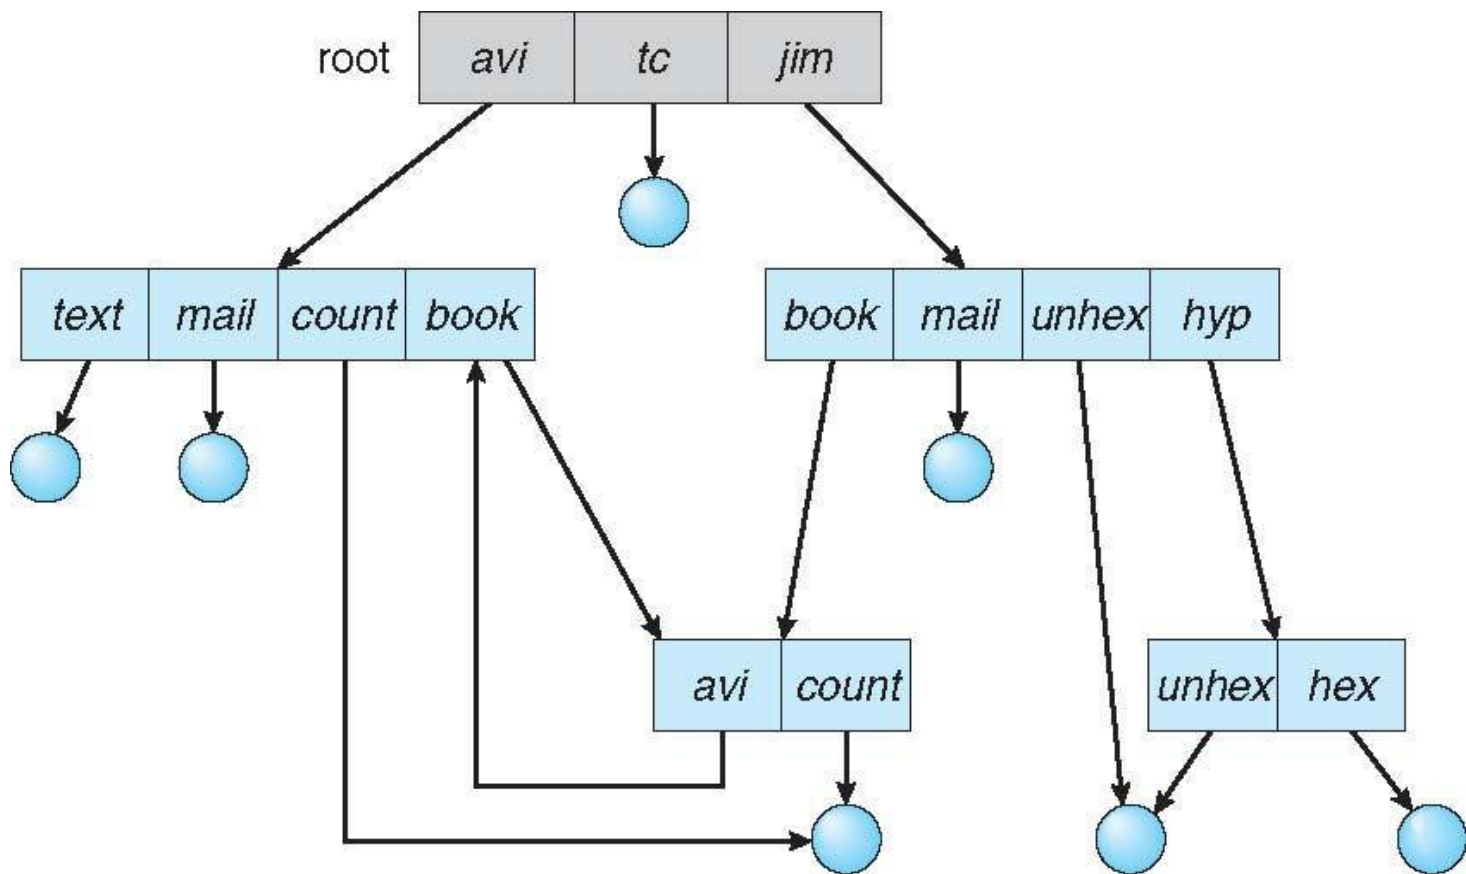 root avi tc jim
text mail count book
book mail unhex hyp
avi count
unhex hex